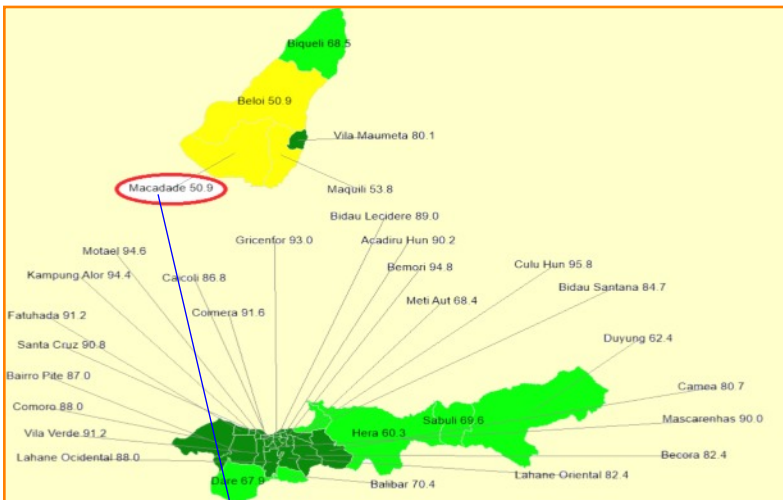 Biqueli 68.5
Beloi 50.9
Vila Maumeta 80.1
Macadade 50.9
Maquili 53.8
Bidau Lecidere 89.0
Gricenfor 93.0
Acadiru Hun 90.2
Motael 94.6
Culu Hun 95.8
Bemori 94.8
Kampung Alor 94.4
Caicoli 86.8
Bidau Santana 84.7
Meti Aut 68.4
Fatuhada 91.2
Coimera 91.6
Duyung 62.4
Santa Cruz 90.8
Bairro Pite 87.0
Camea 80.7
Comoro 88.0
Sabuli 69.6
Mascarenhas 90.0
Vila Verde 91.2
Hera 60.3
Becora 82.4
Lahane Ocidental 88.0
Lahane Oriental 82.4
Dare 67.9
Balibar 70.4